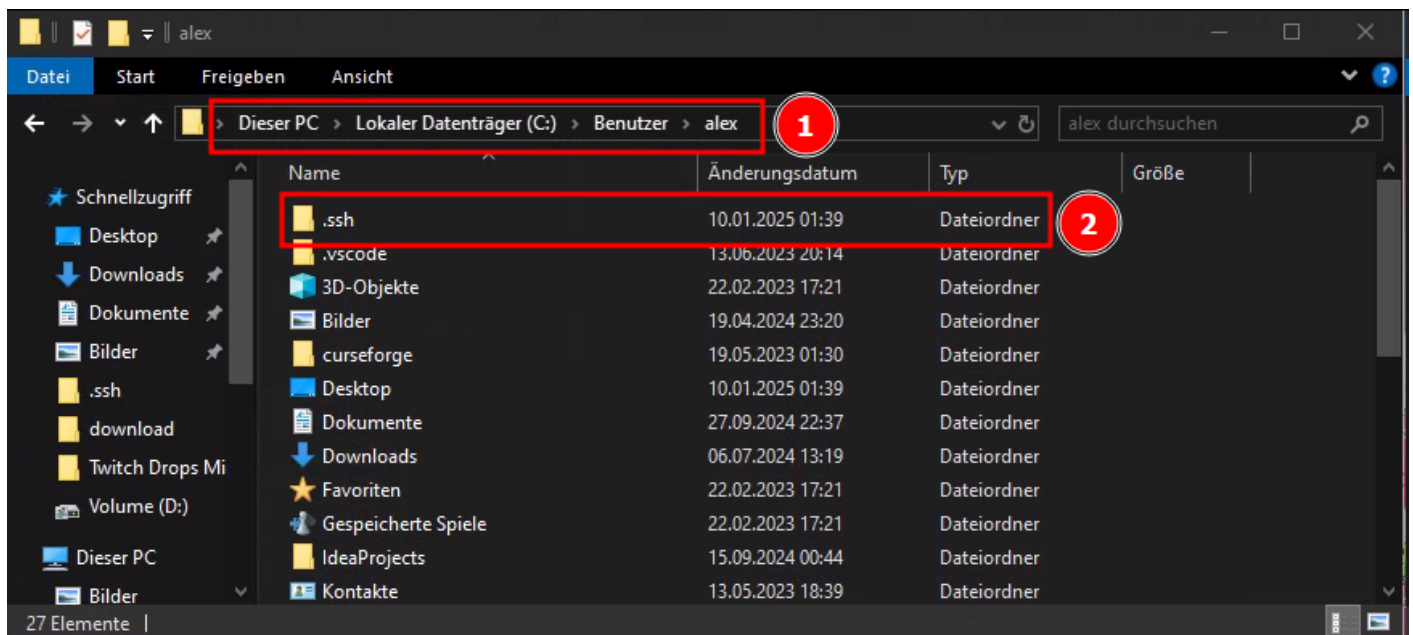 alex
Datei Start Freigeben Ansicht ?
Dieser PC > Lokaler Datenträger (C:) > Benutzer > alex 1 alex durchsuchen
Name Änderungsdatum Typ Größe
Schnellzugriff
Desktop
Downloads
Dokumente
Bilder
.ssh
download
Twitch Drops Mi
Volume (D:)
Dieser PC
Bilder
.ssh 10.01.2025 01:39 Dateiordner 2
.vscode 13.06.2023 20:14 Dateiordner
3D-Objekte 22.02.2023 17:21 Dateiordner
Bilder 19.04.2024 23:20 Dateiordner
curseforge 19.05.2023 01:30 Dateiordner
Desktop 10.01.2025 01:39 Dateiordner
Dokumente 27.09.2024 22:37 Dateiordner
Downloads 06.07.2024 13:19 Dateiordner
Favoriten 22.02.2023 17:21 Dateiordner
Gespeicherte Spiele 22.02.2023 17:21 Dateiordner
IdeaProjects 15.09.2024 00:44 Dateiordner
Kontakte 13.05.2023 18:39 Dateiordner
27 Elemente